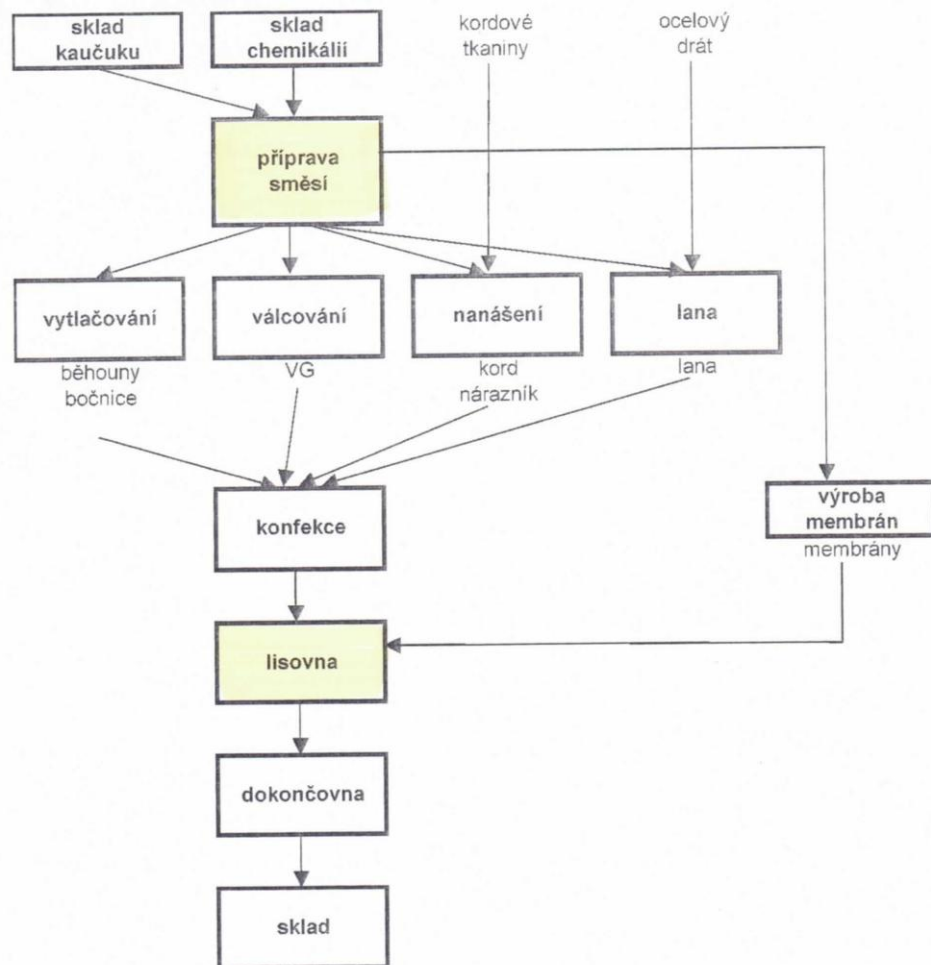 sklad
kaučuku
sklad
chemikálií
kordové
tkaniny
ocelový
drát
příprava
směsí
vytlačování
válcování
nanášení
lana
běhouny
bočnice
VG
kord
nárazník
lana
konfekce
výroba
membrán
membrány
lisovna
dokončovna
sklad